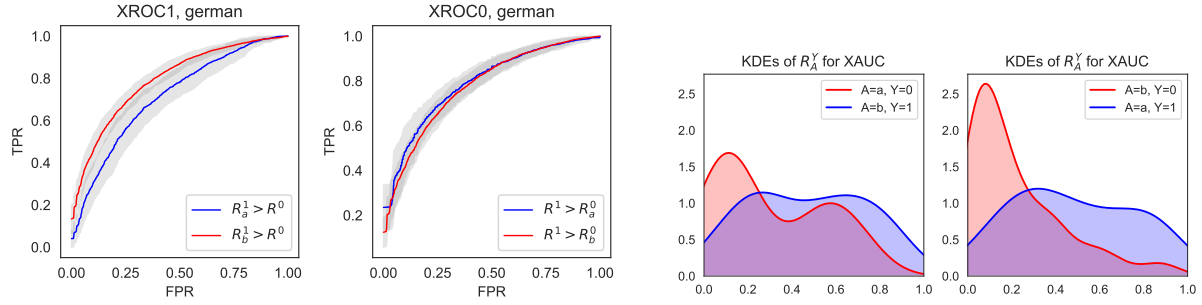 XROC1, german
TPR
1.0
0.8
0.6
0.4
0.2
0.0
R_a^1 > R^0
R_b^1 > R^0
0.00 0.25 0.50 0.75 1.00
FPR
XROC0, german
TPR
1.0
0.8
0.6
0.4
0.2
R^1 > R_a^0
R^1 > R_b^0
0.00 0.25 0.50 0.75 1.00
FPR
KDEs of R_A^Y for XAUC
2.5
2.0
1.5
1.0
0.5
0.0
A=a, Y=0
A=b, Y=1
0.0 0.2 0.4 0.6 0.8 1.0
KDEs of R_A^Y for XAUC
2.5
2.0
1.5
1.0
0.5
0.0
A=b, Y=0
A=a, Y=1
0.0 0.2 0.4 0.6 0.8 1.0